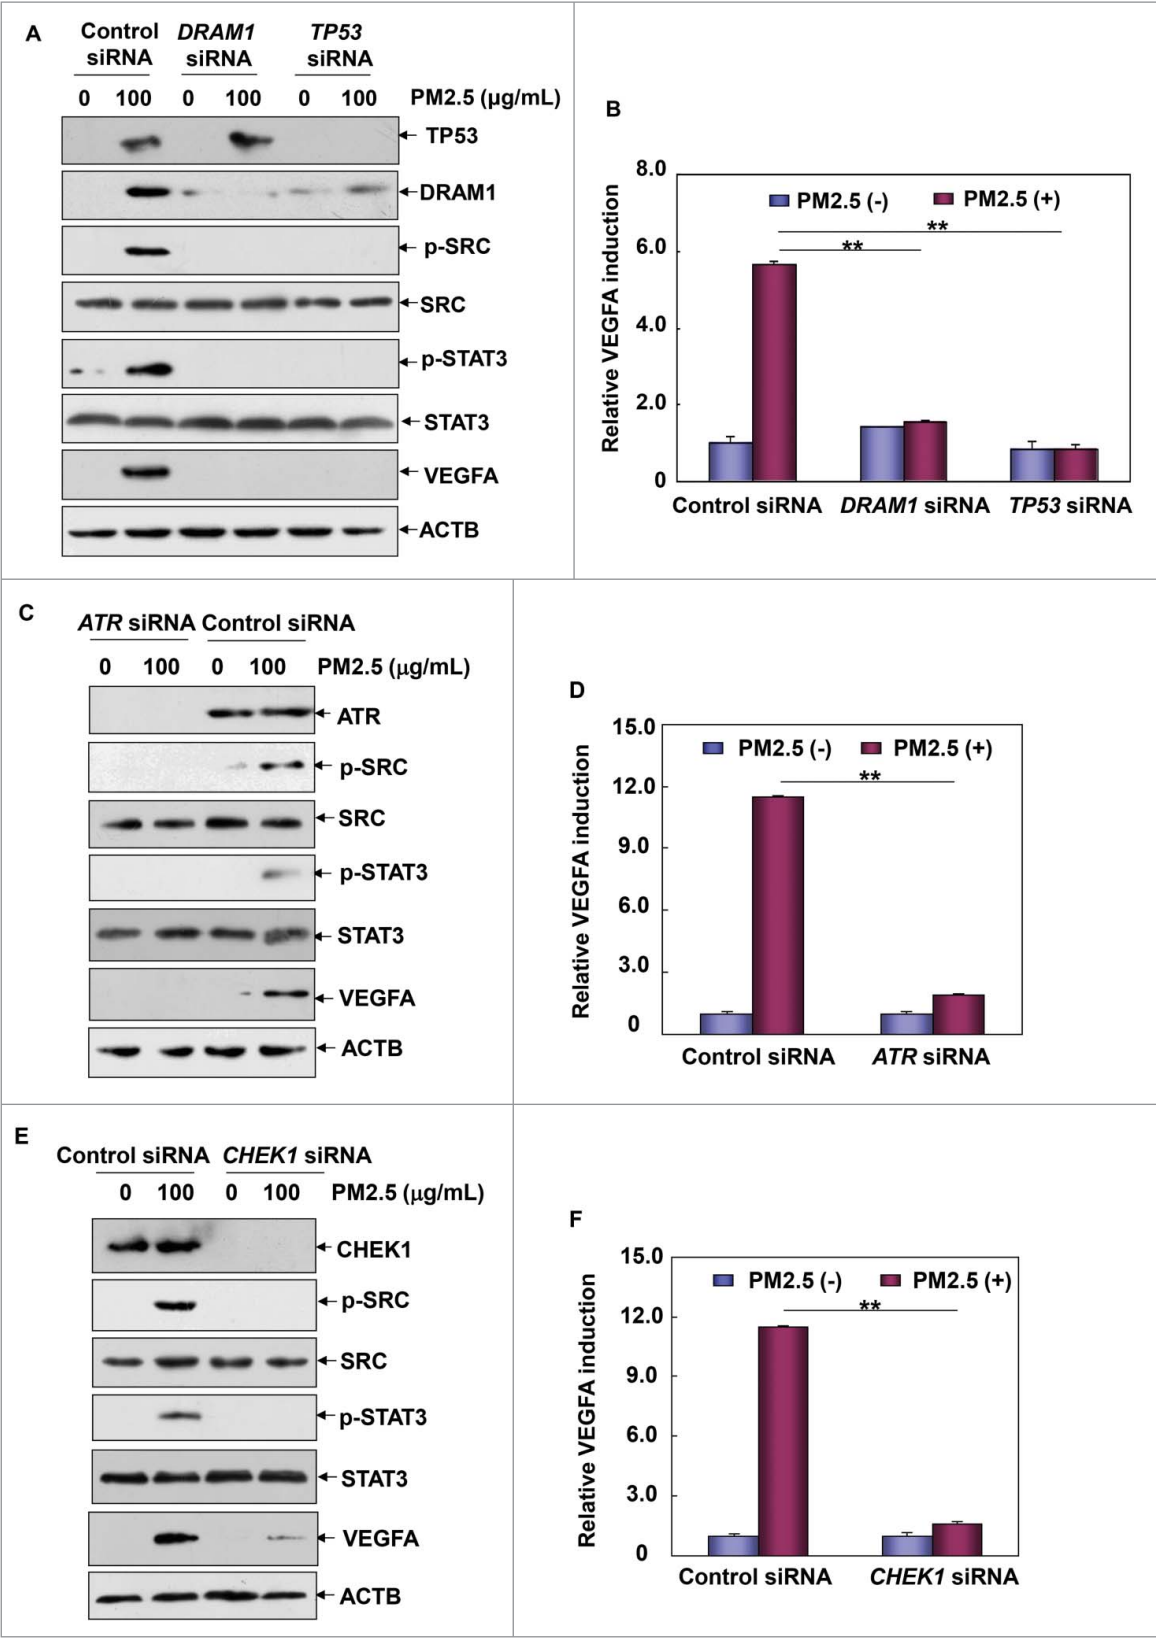 A
Control DRAM1 TP53
siRNA siRNA siRNA
0 100 0 100 0 100 PM2.5 (µg/mL)
TP53
DRAM1
p-SRC
SRC
p-STAT3
STAT3
VEGFA
ACTB
B
8.0
6.0
4.0
2.0
0
Relative VEGFA induction
PM2.5 (-) PM2.5 (+)
**
**
Control siRNA DRAM1 siRNA TP53 siRNA
C
ATR siRNA Control siRNA
0 100 0 100 PM2.5 (µg/mL)
ATR
p-SRC
SRC
p-STAT3
STAT3
VEGFA
ACTB
D
15.0
12.0
9.0
6.0
3.0
0
Relative VEGFA induction
PM2.5 (-) PM2.5 (+)
**
Control siRNA ATR siRNA
E
Control siRNA CHEK1 siRNA
0 100 0 100 PM2.5 (µg/mL)
CHEK1
p-SRC
SRC
p-STAT3
STAT3
VEGFA
ACTB
F
15.0
12.0
9.0
6.0
3.0
0
Relative VEGFA induction
PM2.5 (-) PM2.5 (+)
**
Control siRNA CHEK1 siRNA